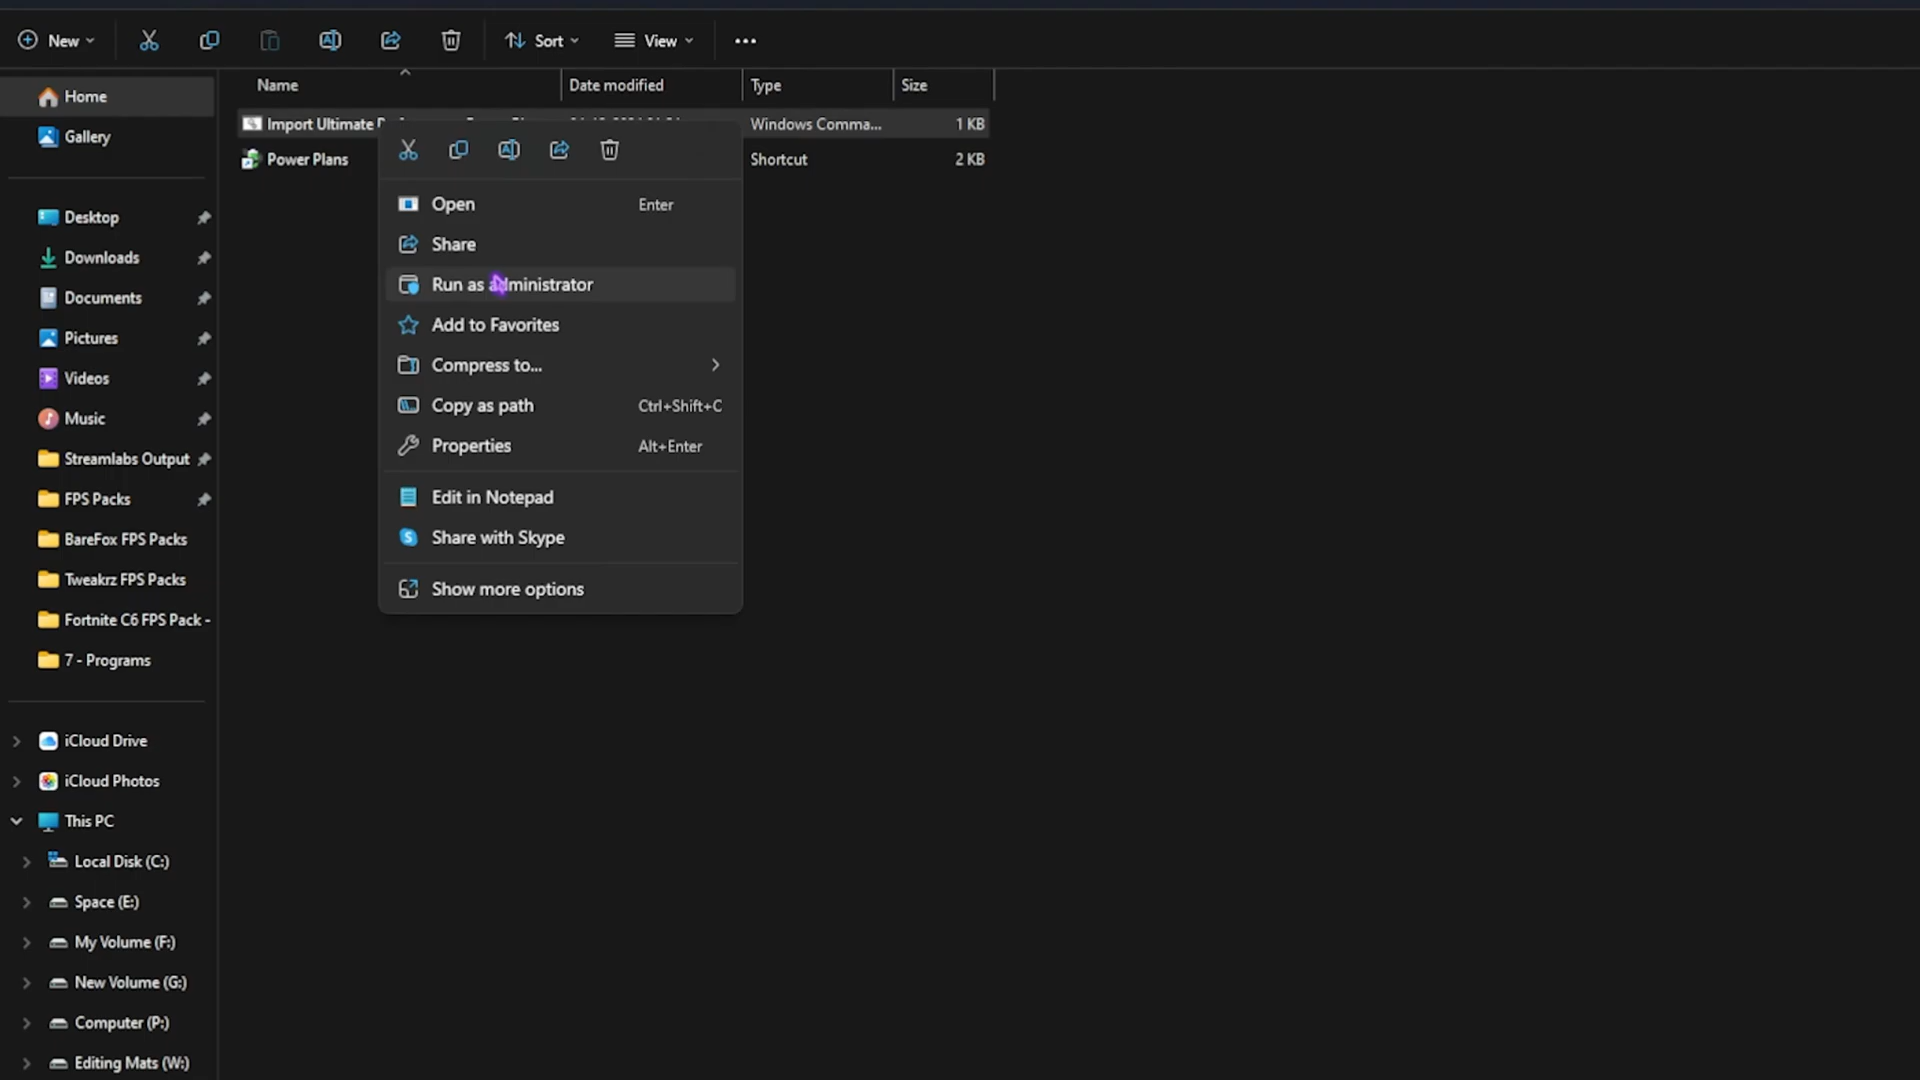 New
Sort
View
Name
Date modified
Type
Size
Home
Gallery
Desktop
Downloads
Documents
Pictures
Videos
Music
Streamlabs Output
FPS Packs
BareFox FPS Packs
Tweakrz FPS Packs
Fortnite C6 FPS Pack -
7 - Programs
iCloud Drive
iCloud Photos
This PC
Local Disk (C:)
Space (E:)
My Volume (F:)
New Volume (G:)
Computer (P:)
Editing Mats (W:)
Import Ultimate
Windows Comma...
1 KB
Power Plans
Shortcut
2 KB
Open
Enter
Share
Run as administrator
Add to Favorites
Compress to...
Copy as path
Ctrl+Shift+C
Properties
Alt+Enter
Edit in Notepad
Share with Skype
Show more options